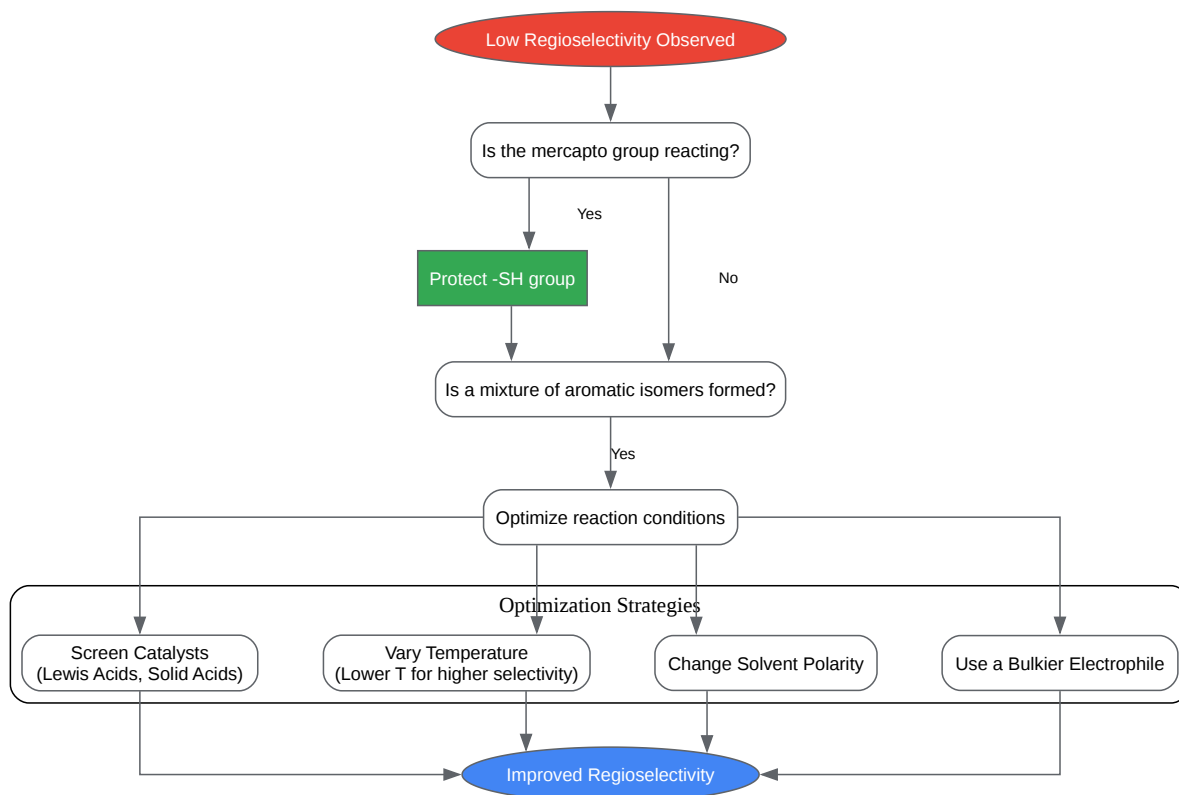 Low Regioselectivity Observed
Is the mercapto group reacting?
Yes
Protect -SH group
No
Is a mixture of aromatic isomers formed?
Yes
Optimize reaction conditions
Optimization Strategies
Screen Catalysts
(Lewis Acids, Solid Acids)
Vary Temperature
(Lower T for higher selectivity)
Change Solvent Polarity
Use a Bulkier Electrophile
Improved Regioselectivity